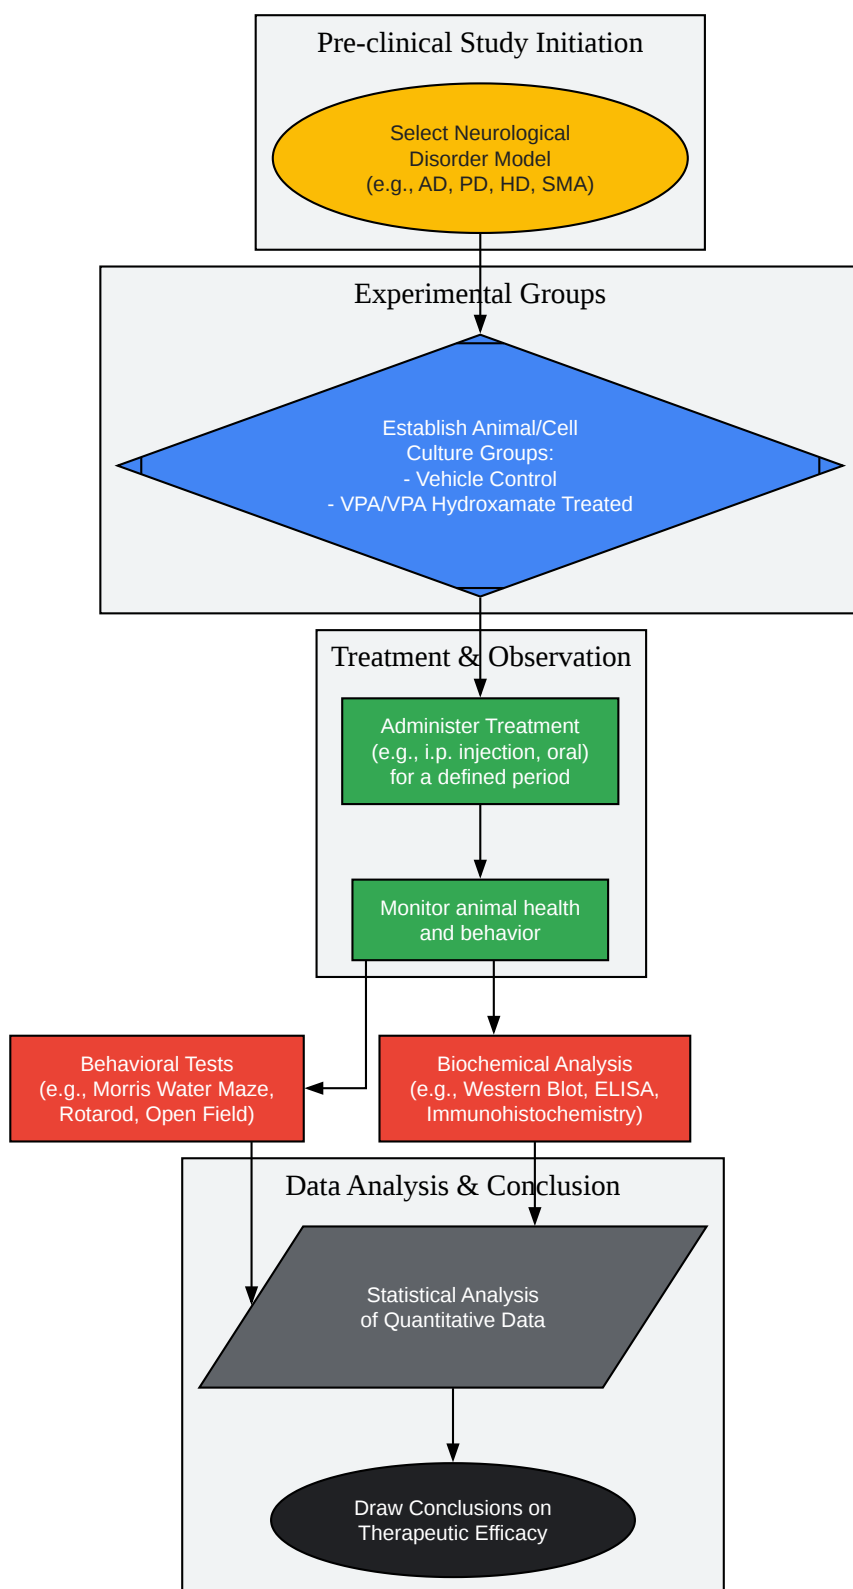 Pre-clinical Study Initiation
Select Neurological
Disorder Model
(e.g., AD, PD, HD, SMA)
Experimental Groups
Establish Animal/Cell
Culture Groups:
- Vehicle Control
- VPA/VPA Hydroxamate Treated
Treatment & Observation
Administer Treatment
(e.g., i.p. injection, oral)
for a defined period
Monitor animal health
and behavior
Behavioral Tests
(e.g., Morris Water Maze,
Rotarod, Open Field)
Biochemical Analysis
(e.g., Western Blot, ELISA,
Immunohistochemistry)
Data Analysis & Conclusion
Statistical Analysis
of Quantitative Data
Draw Conclusions on
Therapeutic Efficacy